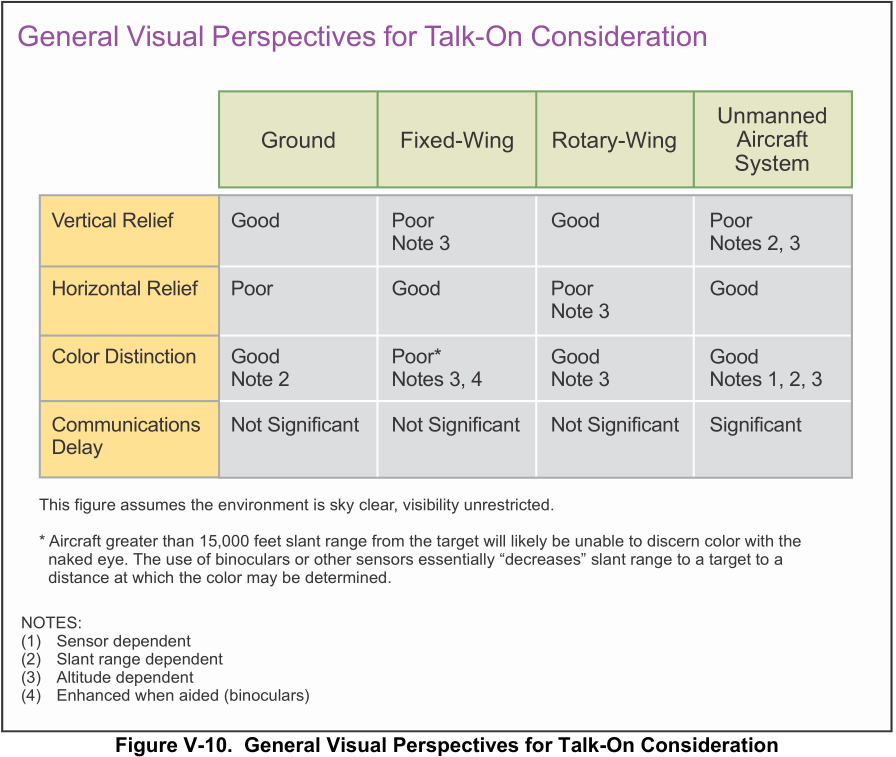 General Visual Perspectives for Talk-On Consideration
Ground
Fixed-Wing
Rotary-Wing
Unmanned
Aircraft
System
Vertical Relief
Good
Poor
Note 3
Good
Poor
Notes 2, 3
Horizontal Relief
Poor
Good
Poor
Note 3
Good
Color Distinction
Good
Note 2
Poor*
Notes 3, 4
Good
Note 3
Good
Notes 1, 2, 3
Communications
Delay
Not Significant
Not Significant
Not Significant
Significant
This figure assumes the environment is sky clear, visibility unrestricted.
* Aircraft greater than 15,000 feet slant range from the target will likely be unable to discern color with the
naked eye. The use of binoculars or other sensors essentially “decreases” slant range to a target to a
distance at which the color may be determined.
NOTES:
(1) Sensor dependent
(2) Slant range dependent
(3) Altitude dependent
(4) Enhanced when aided (binoculars)
Figure V-10. General Visual Perspectives for Talk-On Consideration